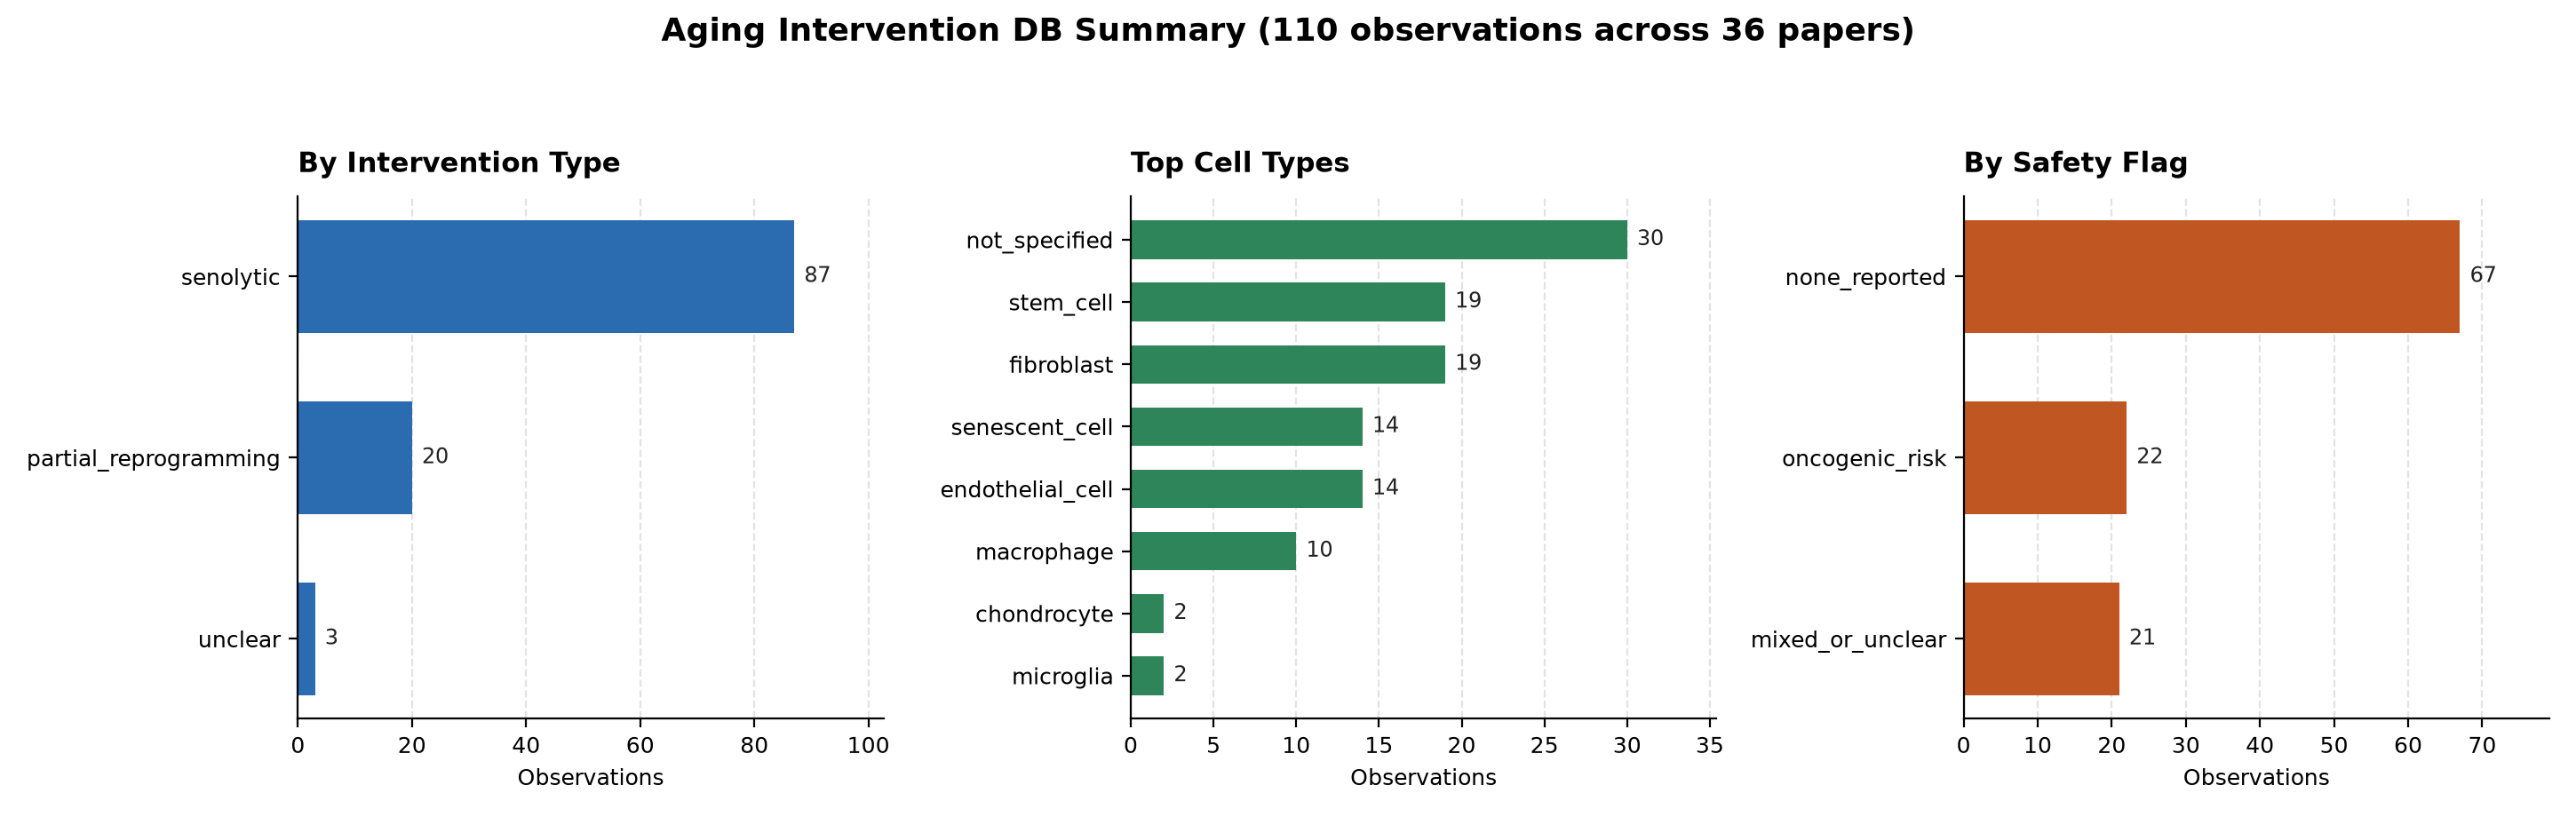 Aging Intervention DB Summary (110 observations across 36 papers)
By Intervention Type
senolytic
87
partial_reprogramming
20
unclear
3
0 20 40 60 80 100
Observations
Top Cell Types
not_specified
30
stem_cell
19
fibroblast
19
senescent_cell
14
endothelial_cell
14
macrophage
10
chondrocyte
2
microglia
2
0 5 10 15 20 25 30 35
Observations
By Safety Flag
none_reported
67
oncogenic_risk
22
mixed_or_unclear
21
0 10 20 30 40 50 60 70
Observations